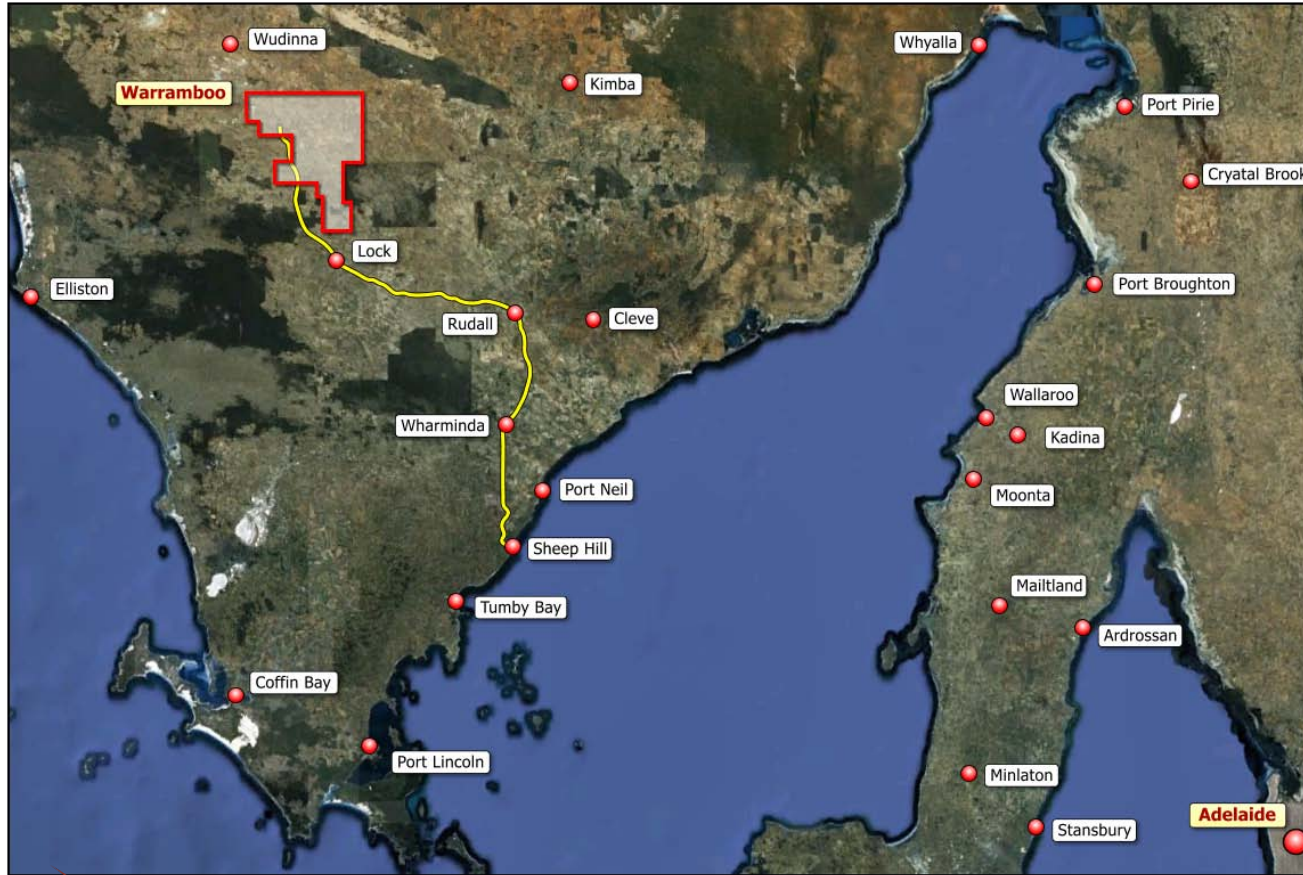 Wudinna
Whyalla
Kimba
Warramboo
Port Pirie
Cryatal Brook
Lock
Elliston
Port Broughton
Rudall
Cleve
Wallaroo
Wharminda
Kadina
Port Neil
Moonta
Sheep Hill
Tumby Bay
Mailtland
Ardrossan
Coffin Bay
Port Lincoln
Minlaton
Adelaide
Stansbury